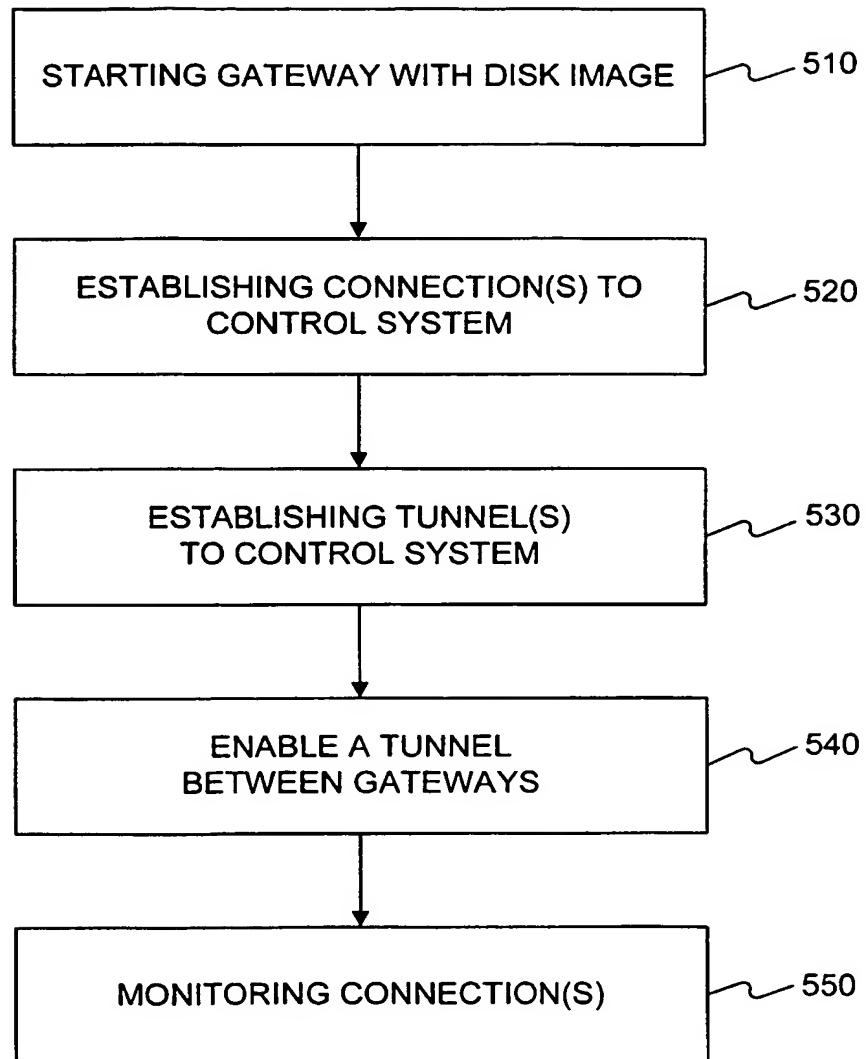 STARTING GATEWAY WITH DISK IMAGE
510
ESTABLISHING CONNECTION(S) TO
CONTROL SYSTEM
520
ESTABLISHING TUNNEL(S)
TO CONTROL SYSTEM
530
ENABLE A TUNNEL
BETWEEN GATEWAYS
540
MONITORING CONNECTION(S)
550